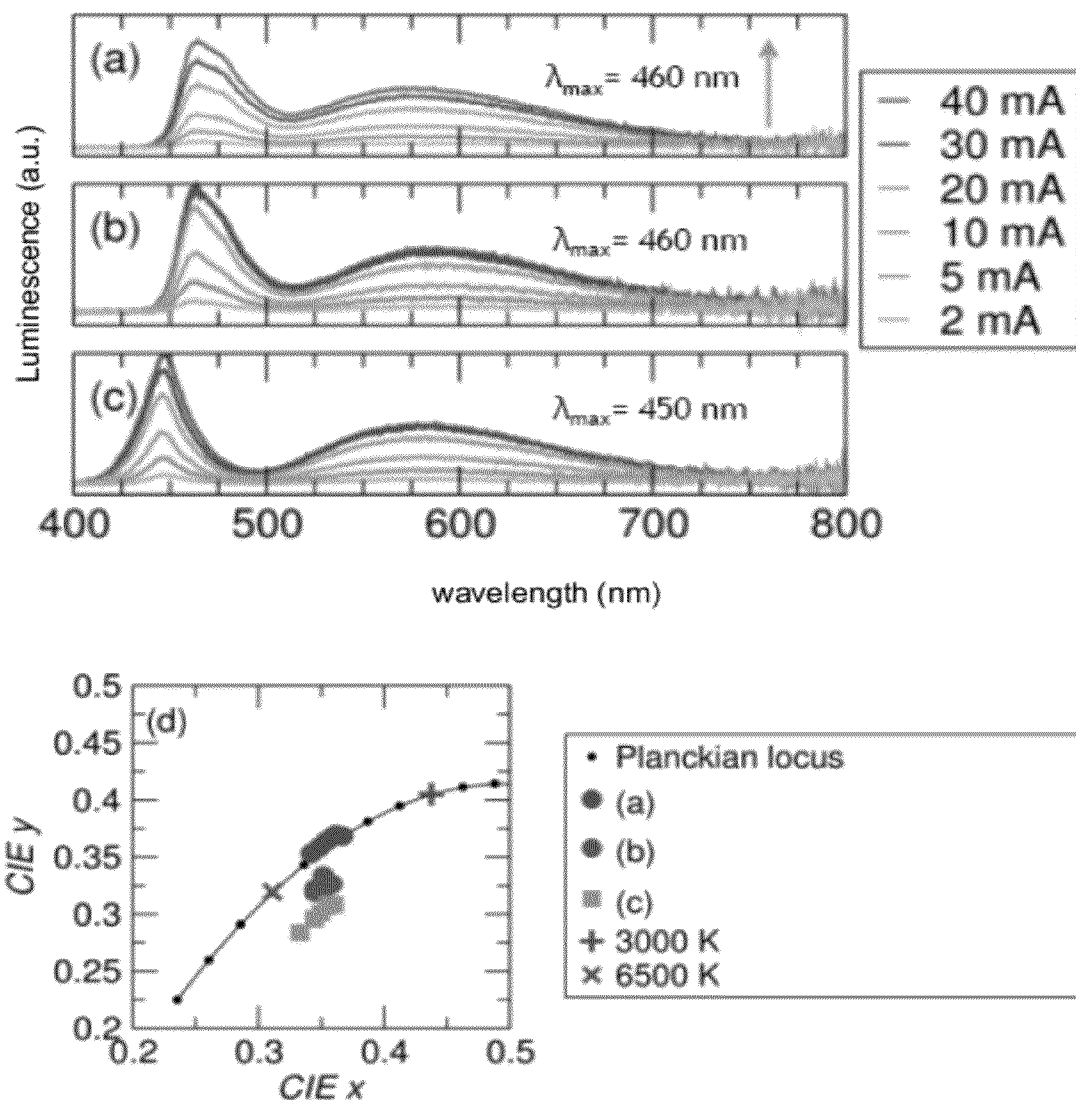 (a)
λmax= 460 nm
40 mA
30 mA
20 mA
10 mA
5 mA
2 mA
(b)
λmax= 460 nm
(c)
λmax= 450 nm
Luminescence (a.u.)
400 500 600 700 800
wavelength (nm)
(d)
0.5
0.45
0.4
0.35
0.3
0.25
0.2
CIE y
0.2 0.3 0.4 0.5
CIE x
Planckian locus
(a)
(b)
(c)
3000 K
6500 K